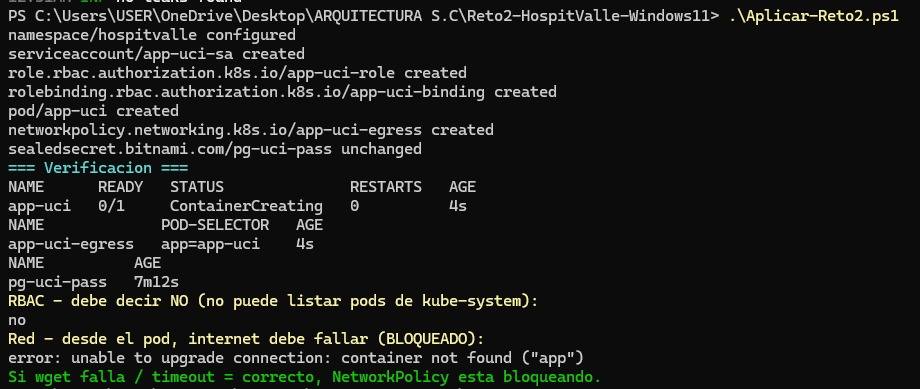 PS C:\Users\USER\OneDrive\Desktop\ARQUITECTURA S.C\Reto2-HospitValle-Windows11> .\Aplicar-Reto2.ps1
namespace/hospitvalle configured
serviceaccount/app-uci-sa created
role.rbac.authorization.k8s.io/app-uci-role created
rolebinding.rbac.authorization.k8s.io/app-uci-binding created
pod/app-uci created
networkpolicy.networking.k8s.io/app-uci-egress created
sealedsecret.bitnami.com/pg-uci-pass unchanged
=== Verificacion ===
NAME      READY   STATUS              RESTARTS   AGE
app-uci   0/1     ContainerCreating   0          4s
NAME             POD-SELECTOR   AGE
app-uci-egress   app=app-uci    4s
NAME          AGE
pg-uci-pass   7m12s
RBAC - debe decir NO (no puede listar pods de kube-system):
no
Red - desde el pod, internet debe fallar (BLOQUEADO):
error: unable to upgrade connection: container not found ("app")
Si wget falla / timeout = correcto, NetworkPolicy esta bloqueando.